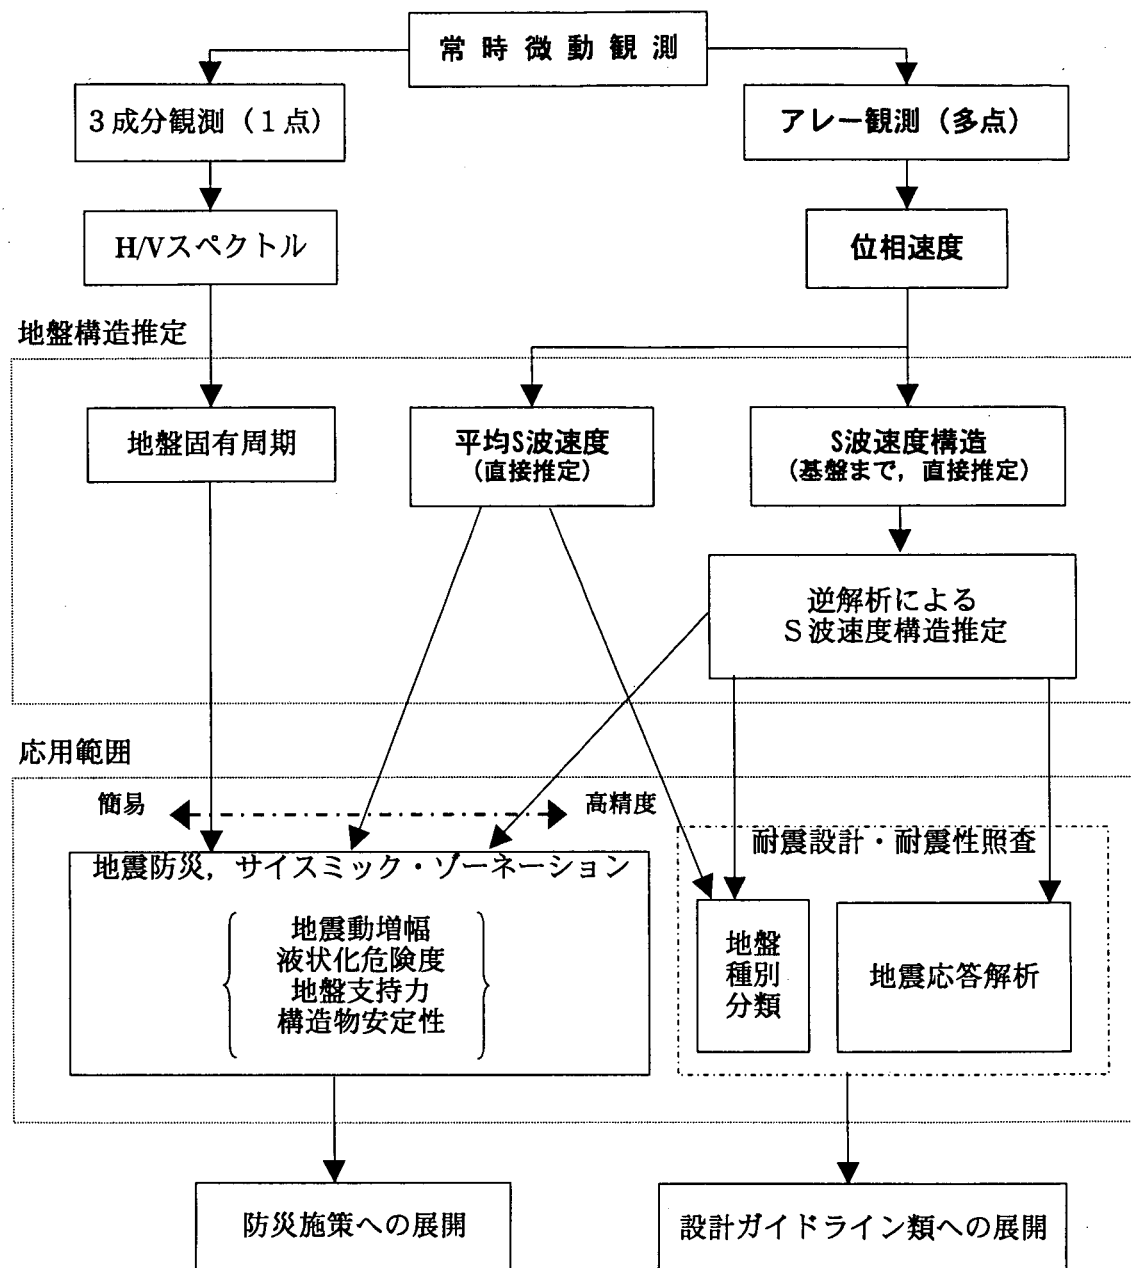 常時微動観測
3成分観測（1点）
アレー観測（多点）
H/Vスペクトル
位相速度
地盤構造推定
地盤固有周期
平均S波速度
（直接推定）
S波速度構造
（基盤まで，直接推定）
逆解析による
S波速度構造推定
応用範囲
簡易
高精度
地震防災，サイスミック・ゾーネーション
地震動増幅
液状化危険度
地盤支持力
構造物安定性
耐震設計・耐震性照査
地盤
種別
分類
地震応答解析
防災施策への展開
設計ガイドライン類への展開